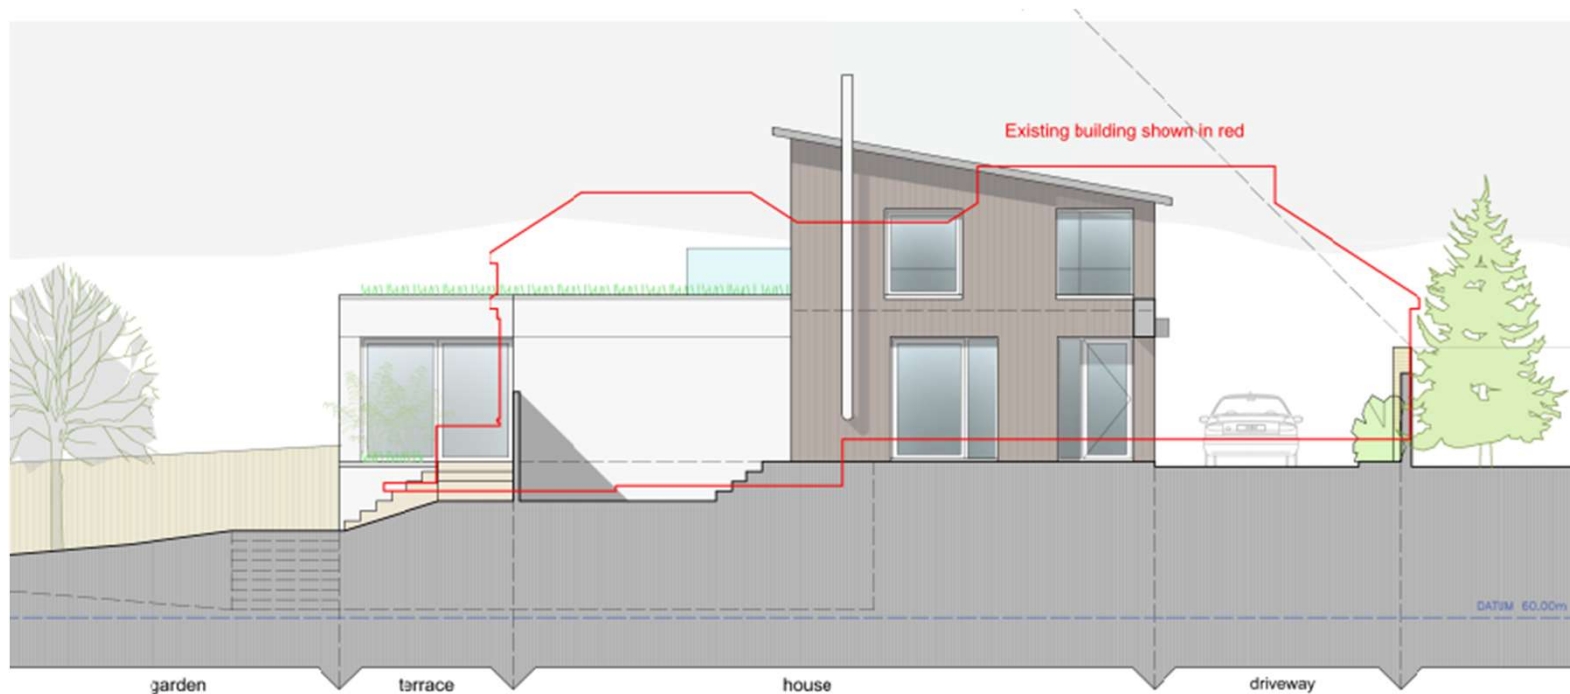 Existing building shown in red
DATUM 60.00m
garden
terrace
house
driveway